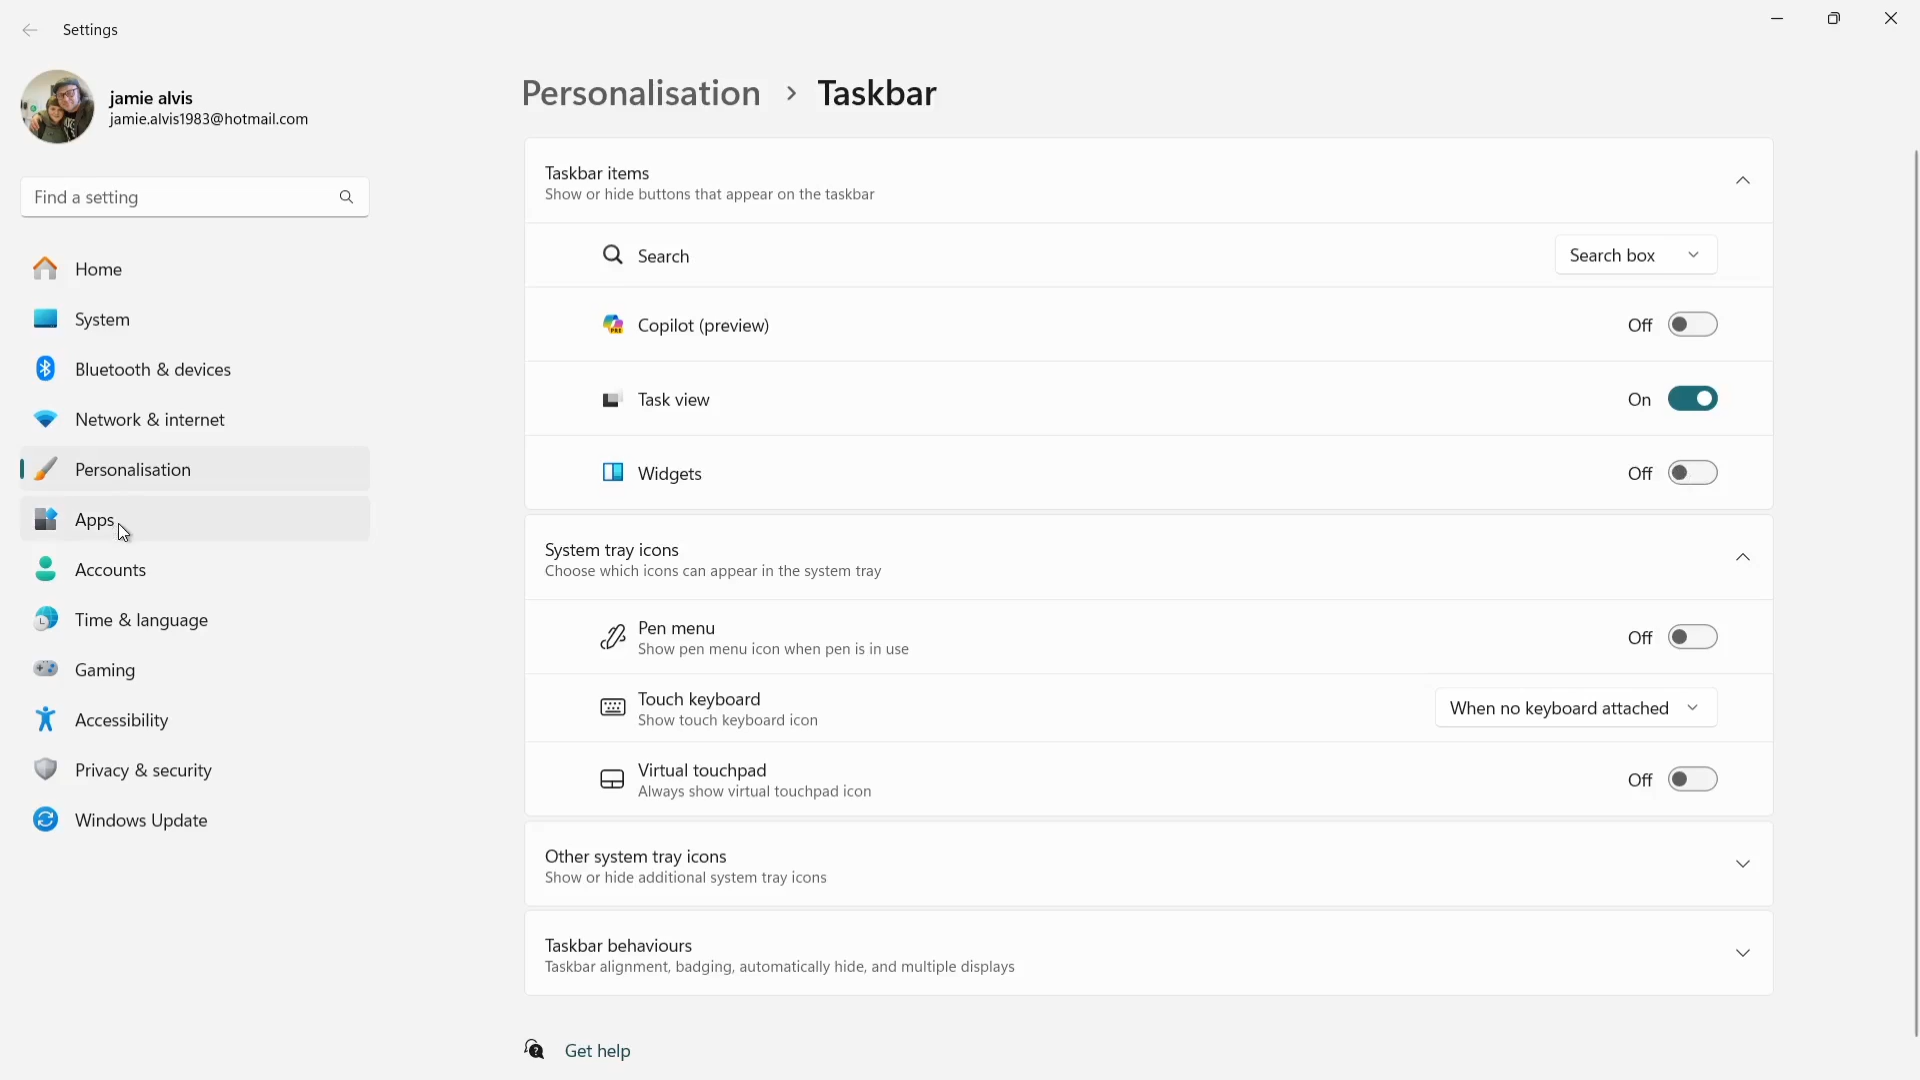 Settings
jamie alvis
jamie.alvis1983@hotmail.com
Find a setting
Home
System
Bluetooth & devices
Network & internet
Personalisation
Apps
Accounts
Time & language
Gaming
Accessibility
Privacy & security
Windows Update
Personalisation > Taskbar
Taskbar items
Show or hide buttons that appear on the taskbar
Search Search box
Copilot (preview) Off
Task view On
Widgets Off
System tray icons
Choose which icons can appear in the system tray
Pen menu
Show pen menu icon when pen is in use
Off
Touch keyboard
Show touch keyboard icon
When no keyboard attached
Virtual touchpad
Always show virtual touchpad icon
Off
Other system tray icons
Show or hide additional system tray icons
Taskbar behaviours
Taskbar alignment, badging, automatically hide, and multiple displays
Get help